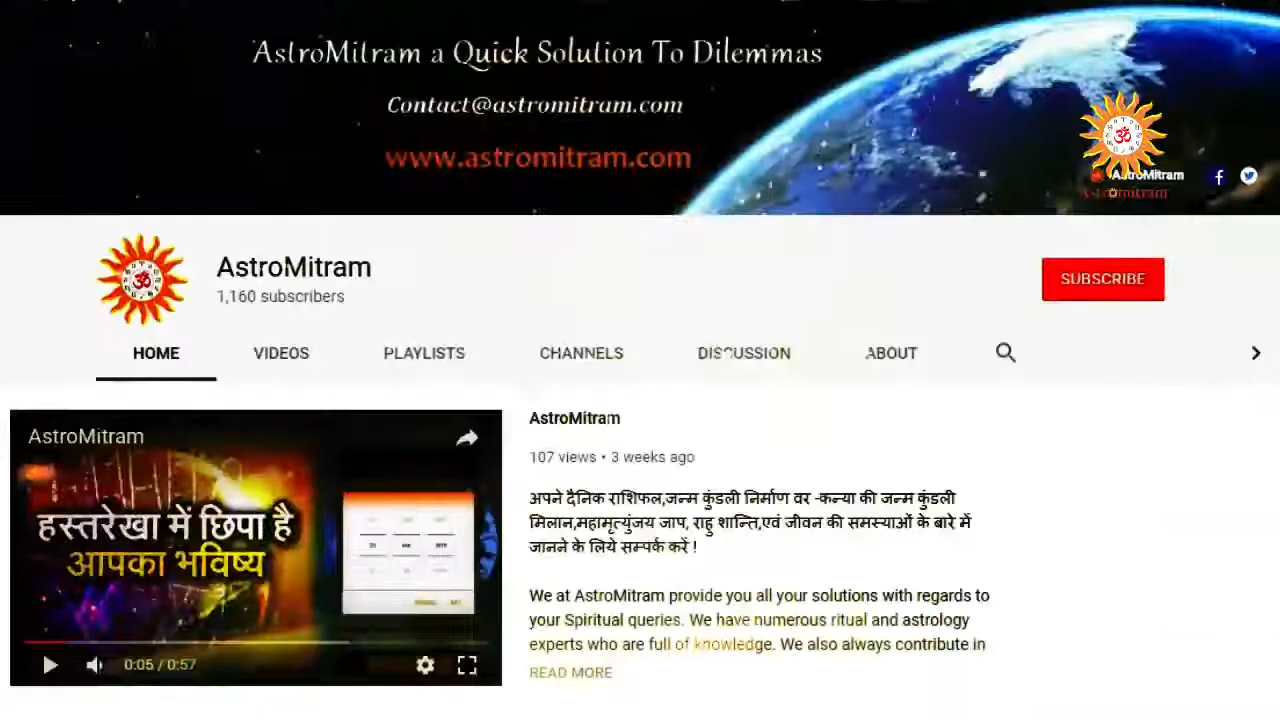 AstroMitram a Quick Solution To Dilemmas
Contact@astromitram.com
www.astromitram.com
AstroMitram
Astromitram
AstroMitram
1,160 subscribers
SUBSCRIBE
HOME VIDEOS PLAYLISTS CHANNELS DISCUSSION ABOUT
AstroMitram
हस्तरेखा में छिपा है
आपका भविष्य
0:05 / 0:57
AstroMitram
107 views • 3 weeks ago
अपने दैनिक राशिफल,जन्म कुंडली निर्माण वर -कन्या की जन्म कुंडली
मिलान,महामृत्युंजय जाप, राहु शान्ति,एवं जीवन की समस्याओं के बारे में
जानने के लिये सम्पर्क करें !
We at AstroMitram provide you all your solutions with regards to
your Spiritual queries. We have numerous ritual and astrology
experts who are full of knowledge. We also always contribute in
READ MORE